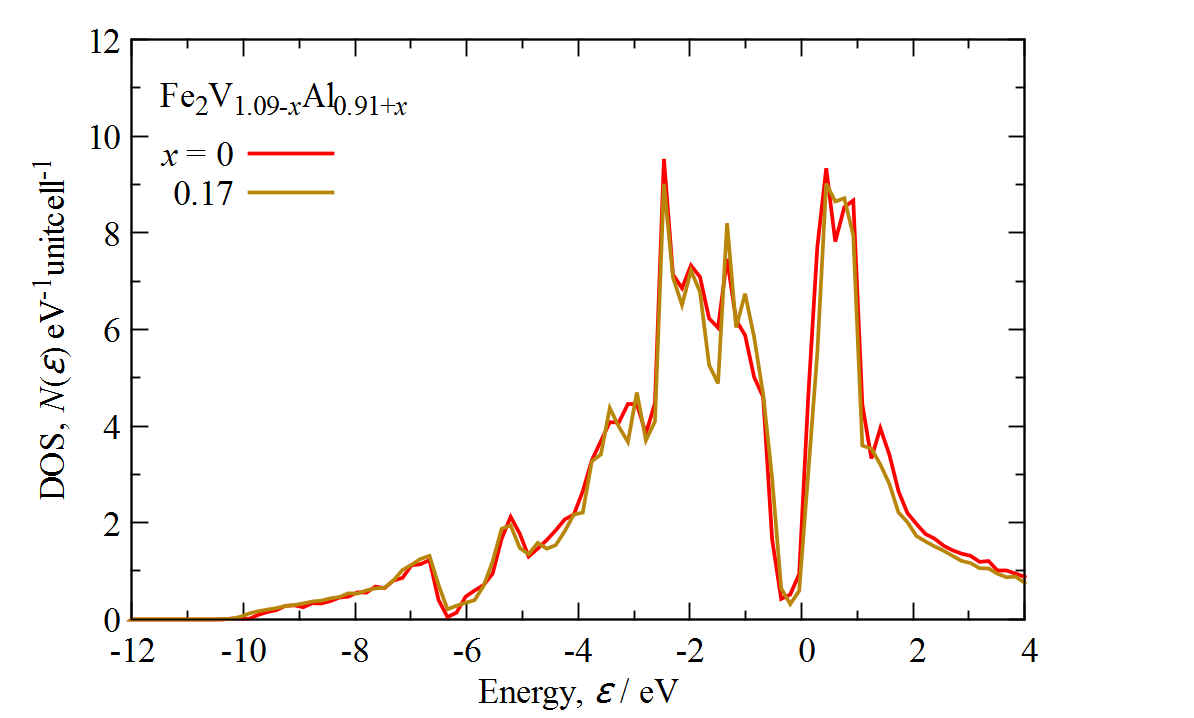 12
10
8
6
4
2
0
DOS, N(ε) eV⁻¹unitcell⁻¹
Fe₂V₁.₀₉₋ₓAl₀.₉₁₊ₓ
x = 0
0.17
-12 -10 -8 -6 -4 -2 0 2 4
Energy, ε / eV